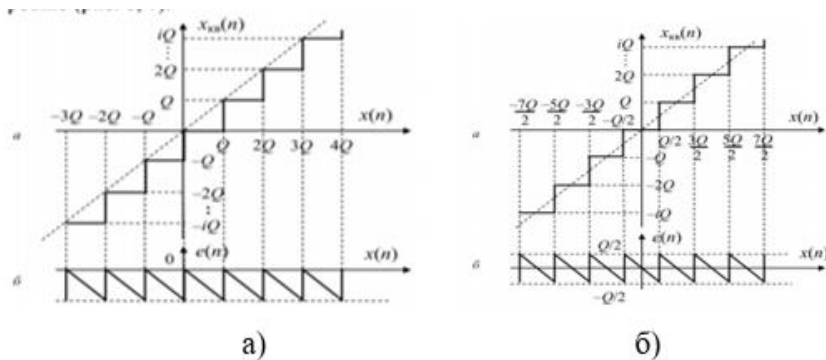 x_кв(n)
iQ
2Q
Q
−3Q −2Q −Q
x(n)
а
Q 2Q 3Q 4Q
−Q
−2Q
−iQ
0
e(n)
x(n)
б
а)
x_кв(n)
iQ
2Q
Q
−7Q/2 −5Q/2 −3Q/2 −Q/2
x(n)
а
Q/2 3Q/2 5Q/2 7Q/2
−Q
−2Q
−iQ
Q/2
e(n)
x(n)
б
−Q/2
б)